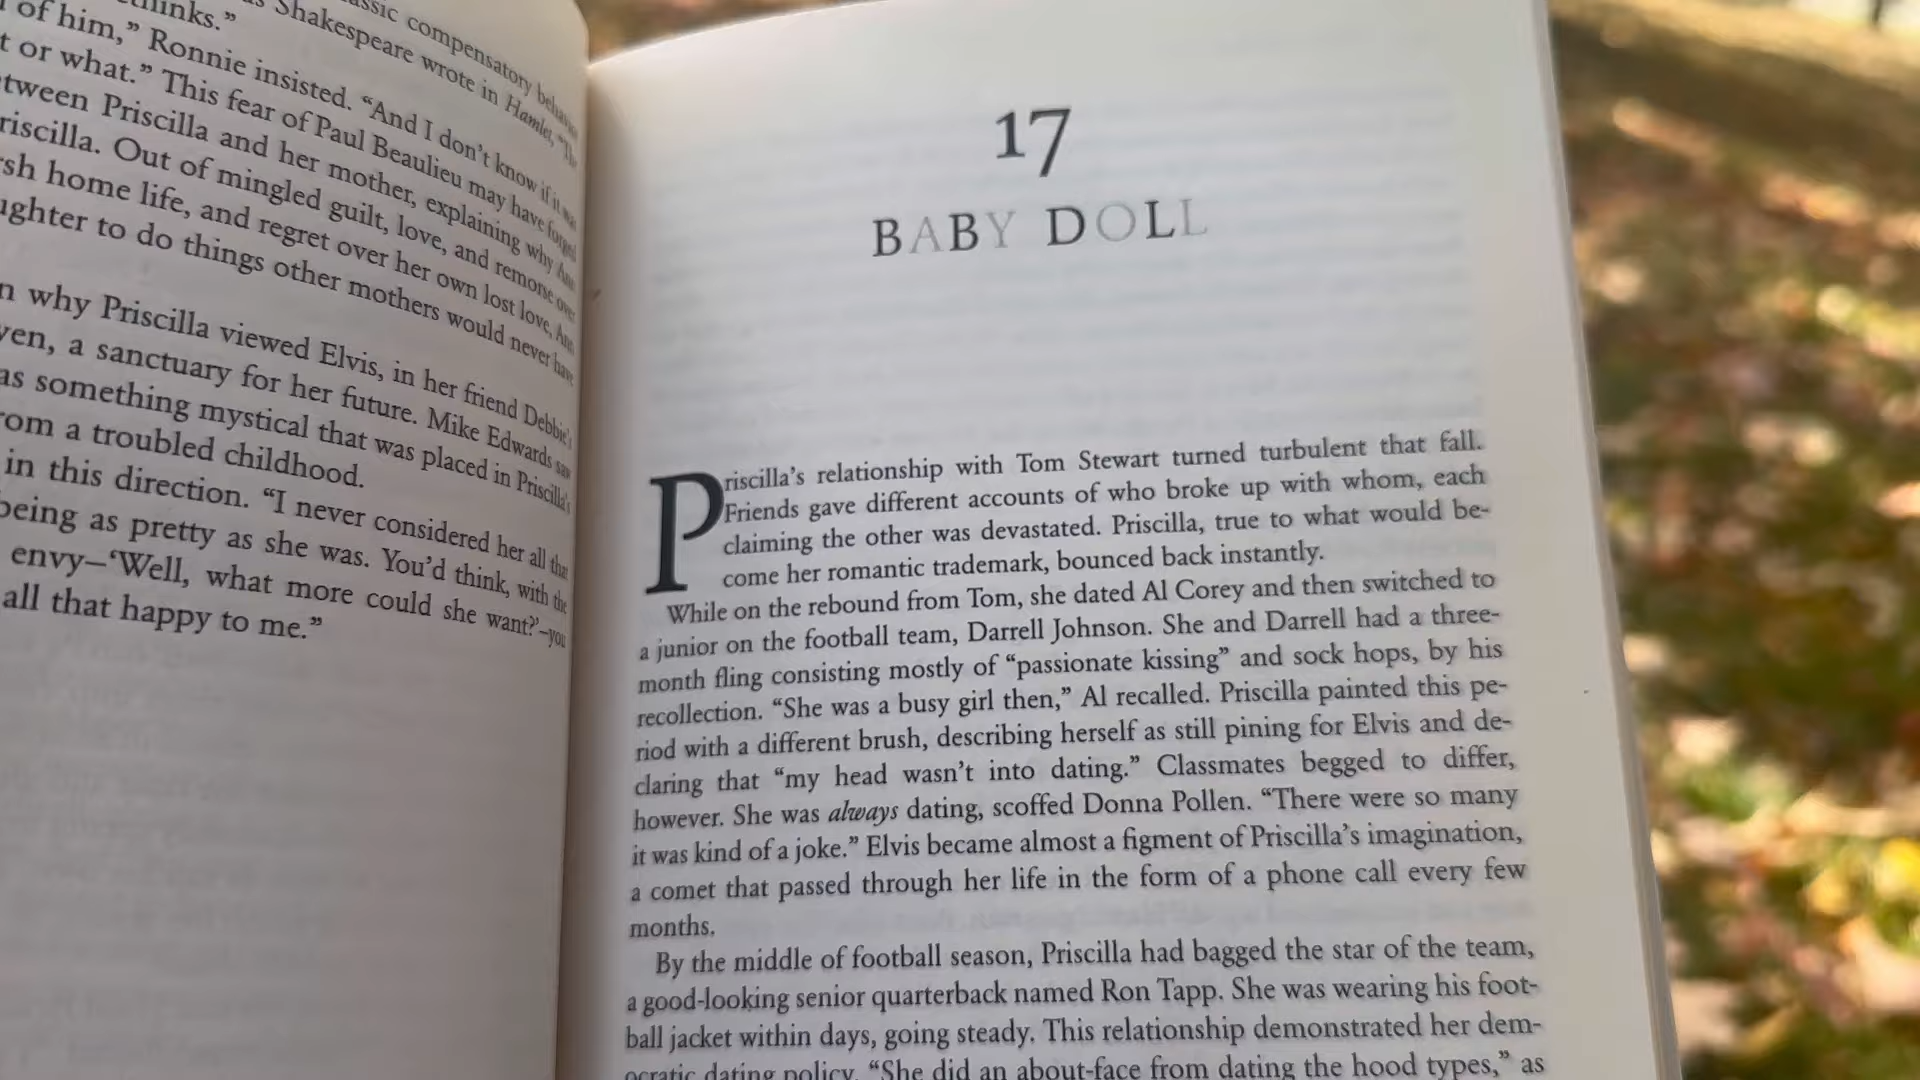 thinks.”
Shakespeare wrote in Hamlet, “The
classic compensatory behavior
of him,” Ronnie insisted. “And I don’t know if it was
t or what.” This fear of Paul Beaulieu may have forged
tween Priscilla and her mother, explaining why Ann
riscilla. Out of mingled guilt, love, and remorse over
rsh home life, and regret over her own lost love, Ann
ughter to do things other mothers would never have
n why Priscilla viewed Elvis, in her friend Debbie’s
ven, a sanctuary for her future. Mike Edwards saw
as something mystical that was placed in Priscilla’s
rom a troubled childhood.
in this direction. “I never considered her all that
being as pretty as she was. You’d think, with the
envy—‘Well, what more could she want?’—you
all that happy to me.”
17
BABY DOLL
Priscilla’s relationship with Tom Stewart turned turbulent that fall.
Friends gave different accounts of who broke up with whom, each
claiming the other was devastated. Priscilla, true to what would be-
come her romantic trademark, bounced back instantly.
While on the rebound from Tom, she dated Al Corey and then switched to
a junior on the football team, Darrell Johnson. She and Darrell had a three-
month fling consisting mostly of “passionate kissing” and sock hops, by his
recollection. “She was a busy girl then,” Al recalled. Priscilla painted this pe-
riod with a different brush, describing herself as still pining for Elvis and de-
claring that “my head wasn’t into dating.” Classmates begged to differ,
however. She was always dating, scoffed Donna Pollen. “There were so many
it was kind of a joke.” Elvis became almost a figment of Priscilla’s imagination,
a comet that passed through her life in the form of a phone call every few
months.
By the middle of football season, Priscilla had bagged the star of the team,
a good-looking senior quarterback named Ron Tapp. She was wearing his foot-
ball jacket within days, going steady. This relationship demonstrated her dem-
ocratic dating policy. “She did an about-face from dating the hood types,” as